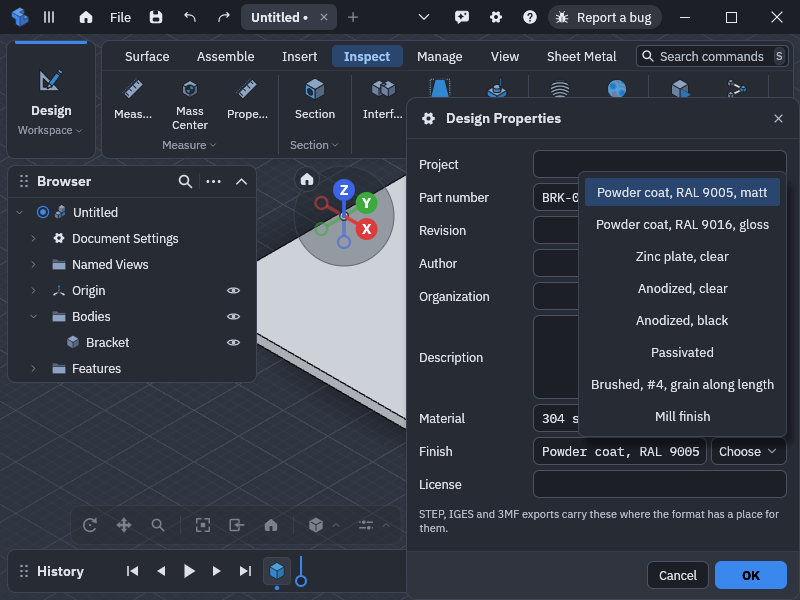 File
Untitled •
Report a bug
Design
Workspace
Surface
Assemble
Insert
Inspect
Manage
View
Sheet Metal
Search commands
S
Meas...
Mass Center
Prope...
Section
Interf...
Measure
Section
Browser
Untitled
Document Settings
Named Views
Origin
Bodies
Bracket
Features
Z
Y
X
Design Properties
Project
Part number
BRK-0
Revision
Author
Organization
Description
Material
304 s
Finish
Powder coat, RAL 9005
Choose
License
Powder coat, RAL 9005, matt
Powder coat, RAL 9016, gloss
Zinc plate, clear
Anodized, clear
Anodized, black
Passivated
Brushed, #4, grain along length
Mill finish
STEP, IGES and 3MF exports carry these where the format has a place for
them.
Cancel
OK
History